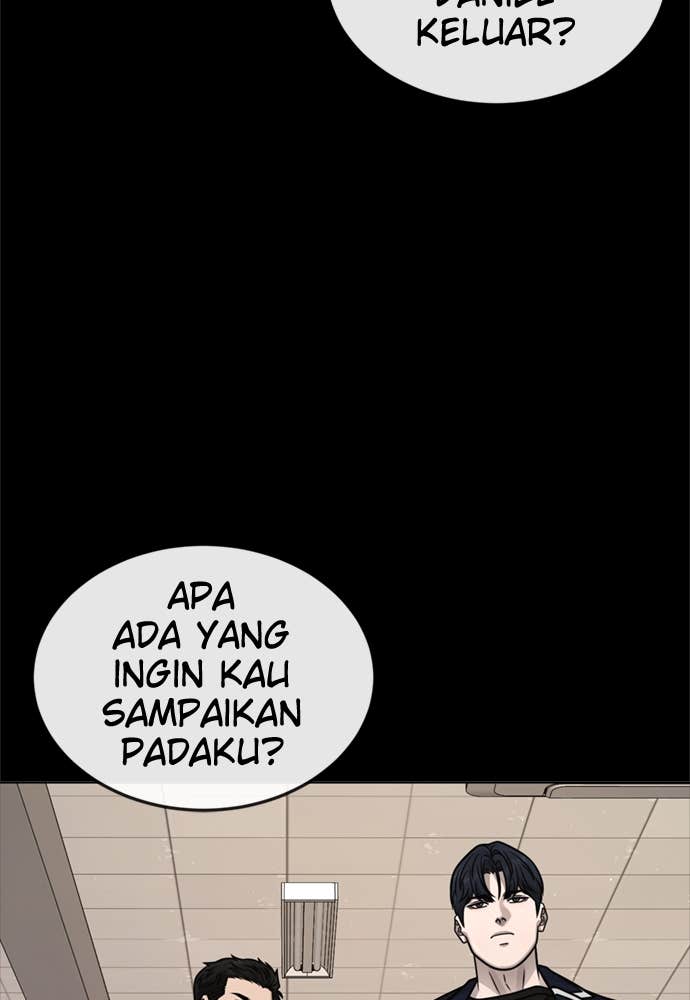 KELUAR?
APA
ADA YANG
INGIN KAU
SAMPAIKAN
PADAKU?